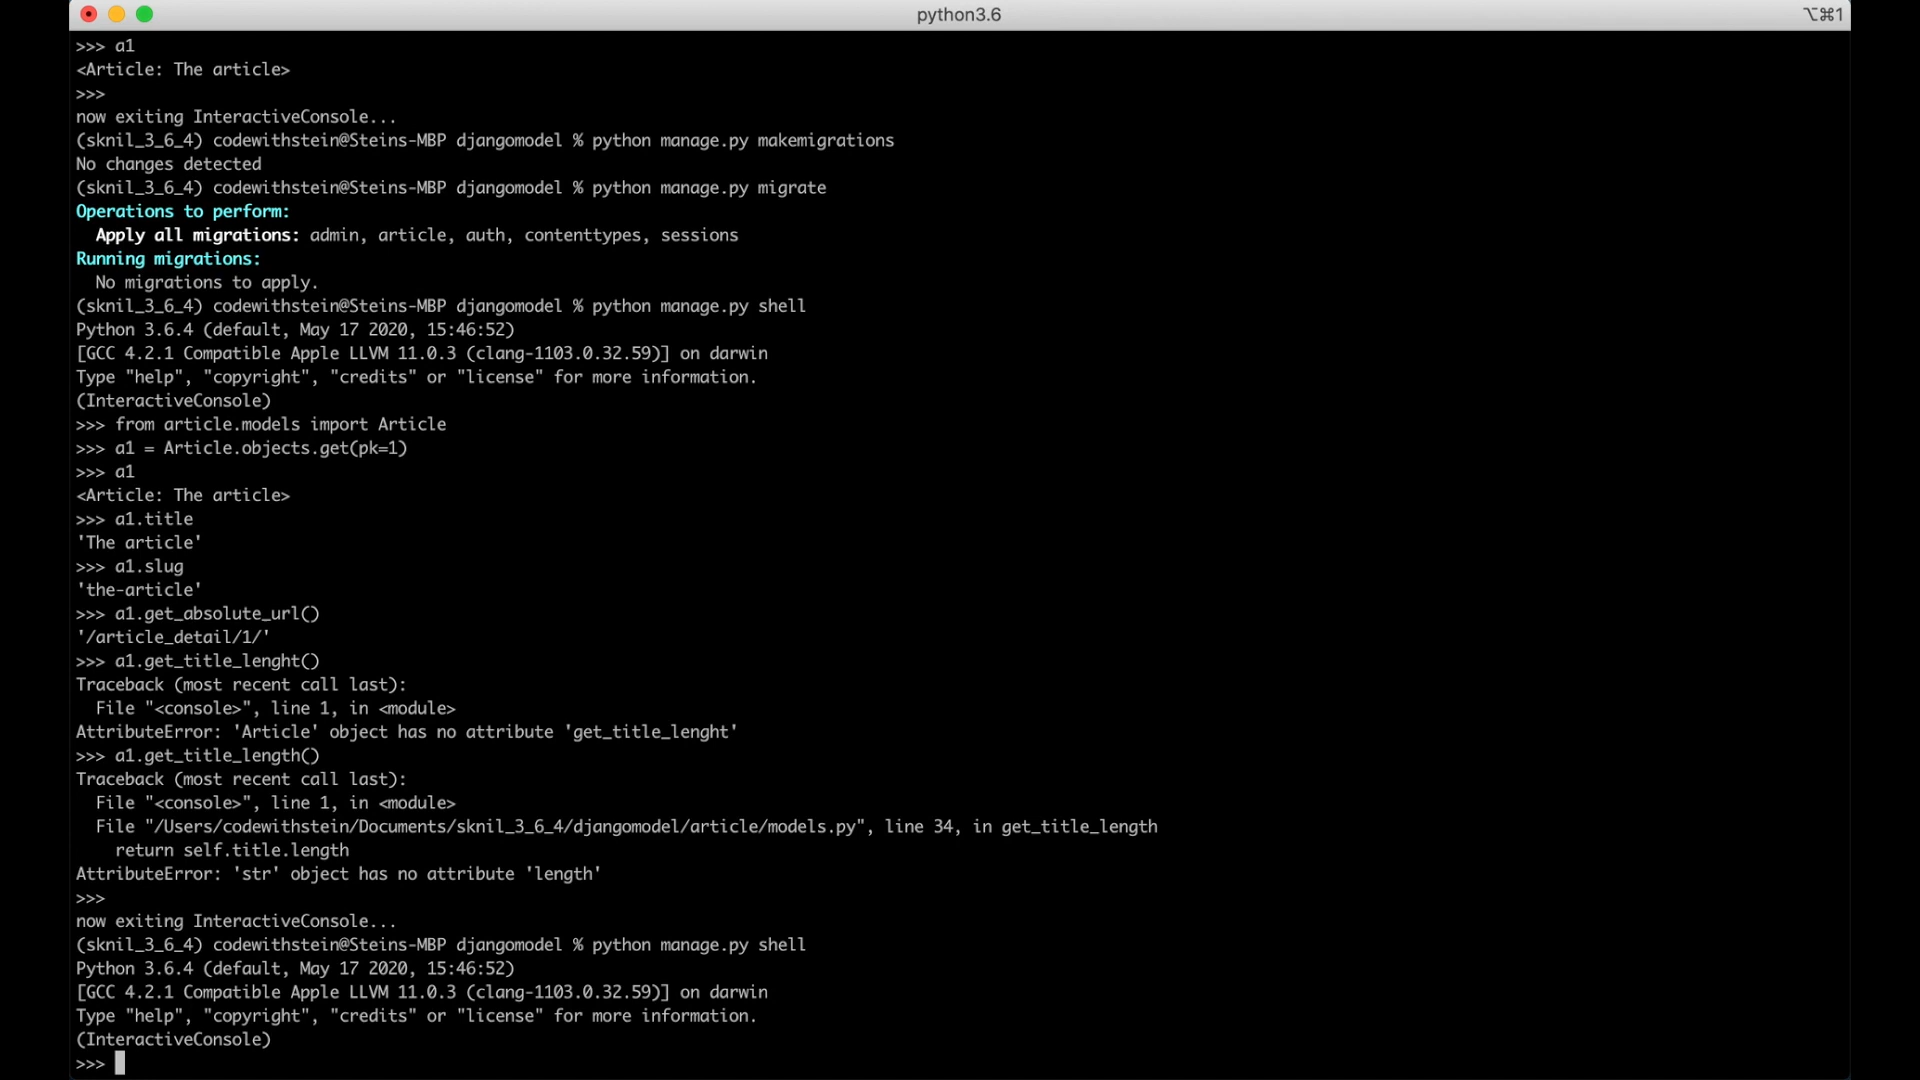 python3.6
⌥⌘1
>>> a1
<Article: The article>
>>>
now exiting InteractiveConsole...
(sknil_3_6_4) codewithstein@Steins-MBP djangomodel % python manage.py makemigrations
No changes detected
(sknil_3_6_4) codewithstein@Steins-MBP djangomodel % python manage.py migrate
Operations to perform:
  Apply all migrations: admin, article, auth, contenttypes, sessions
Running migrations:
  No migrations to apply.
(sknil_3_6_4) codewithstein@Steins-MBP djangomodel % python manage.py shell
Python 3.6.4 (default, May 17 2020, 15:46:52)
[GCC 4.2.1 Compatible Apple LLVM 11.0.3 (clang-1103.0.32.59)] on darwin
Type "help", "copyright", "credits" or "license" for more information.
(InteractiveConsole)
>>> from article.models import Article
>>> a1 = Article.objects.get(pk=1)
>>> a1
<Article: The article>
>>> a1.title
'The article'
>>> a1.slug
'the-article'
>>> a1.get_absolute_url()
'/article_detail/1/'
>>> a1.get_title_lenght()
Traceback (most recent call last):
  File "<console>", line 1, in <module>
AttributeError: 'Article' object has no attribute 'get_title_lenght'
>>> a1.get_title_length()
Traceback (most recent call last):
  File "<console>", line 1, in <module>
  File "/Users/codewithstein/Documents/sknil_3_6_4/djangomodel/article/models.py", line 34, in get_title_length
    return self.title.length
AttributeError: 'str' object has no attribute 'length'
>>>
now exiting InteractiveConsole...
(sknil_3_6_4) codewithstein@Steins-MBP djangomodel % python manage.py shell
Python 3.6.4 (default, May 17 2020, 15:46:52)
[GCC 4.2.1 Compatible Apple LLVM 11.0.3 (clang-1103.0.32.59)] on darwin
Type "help", "copyright", "credits" or "license" for more information.
(InteractiveConsole)
>>>